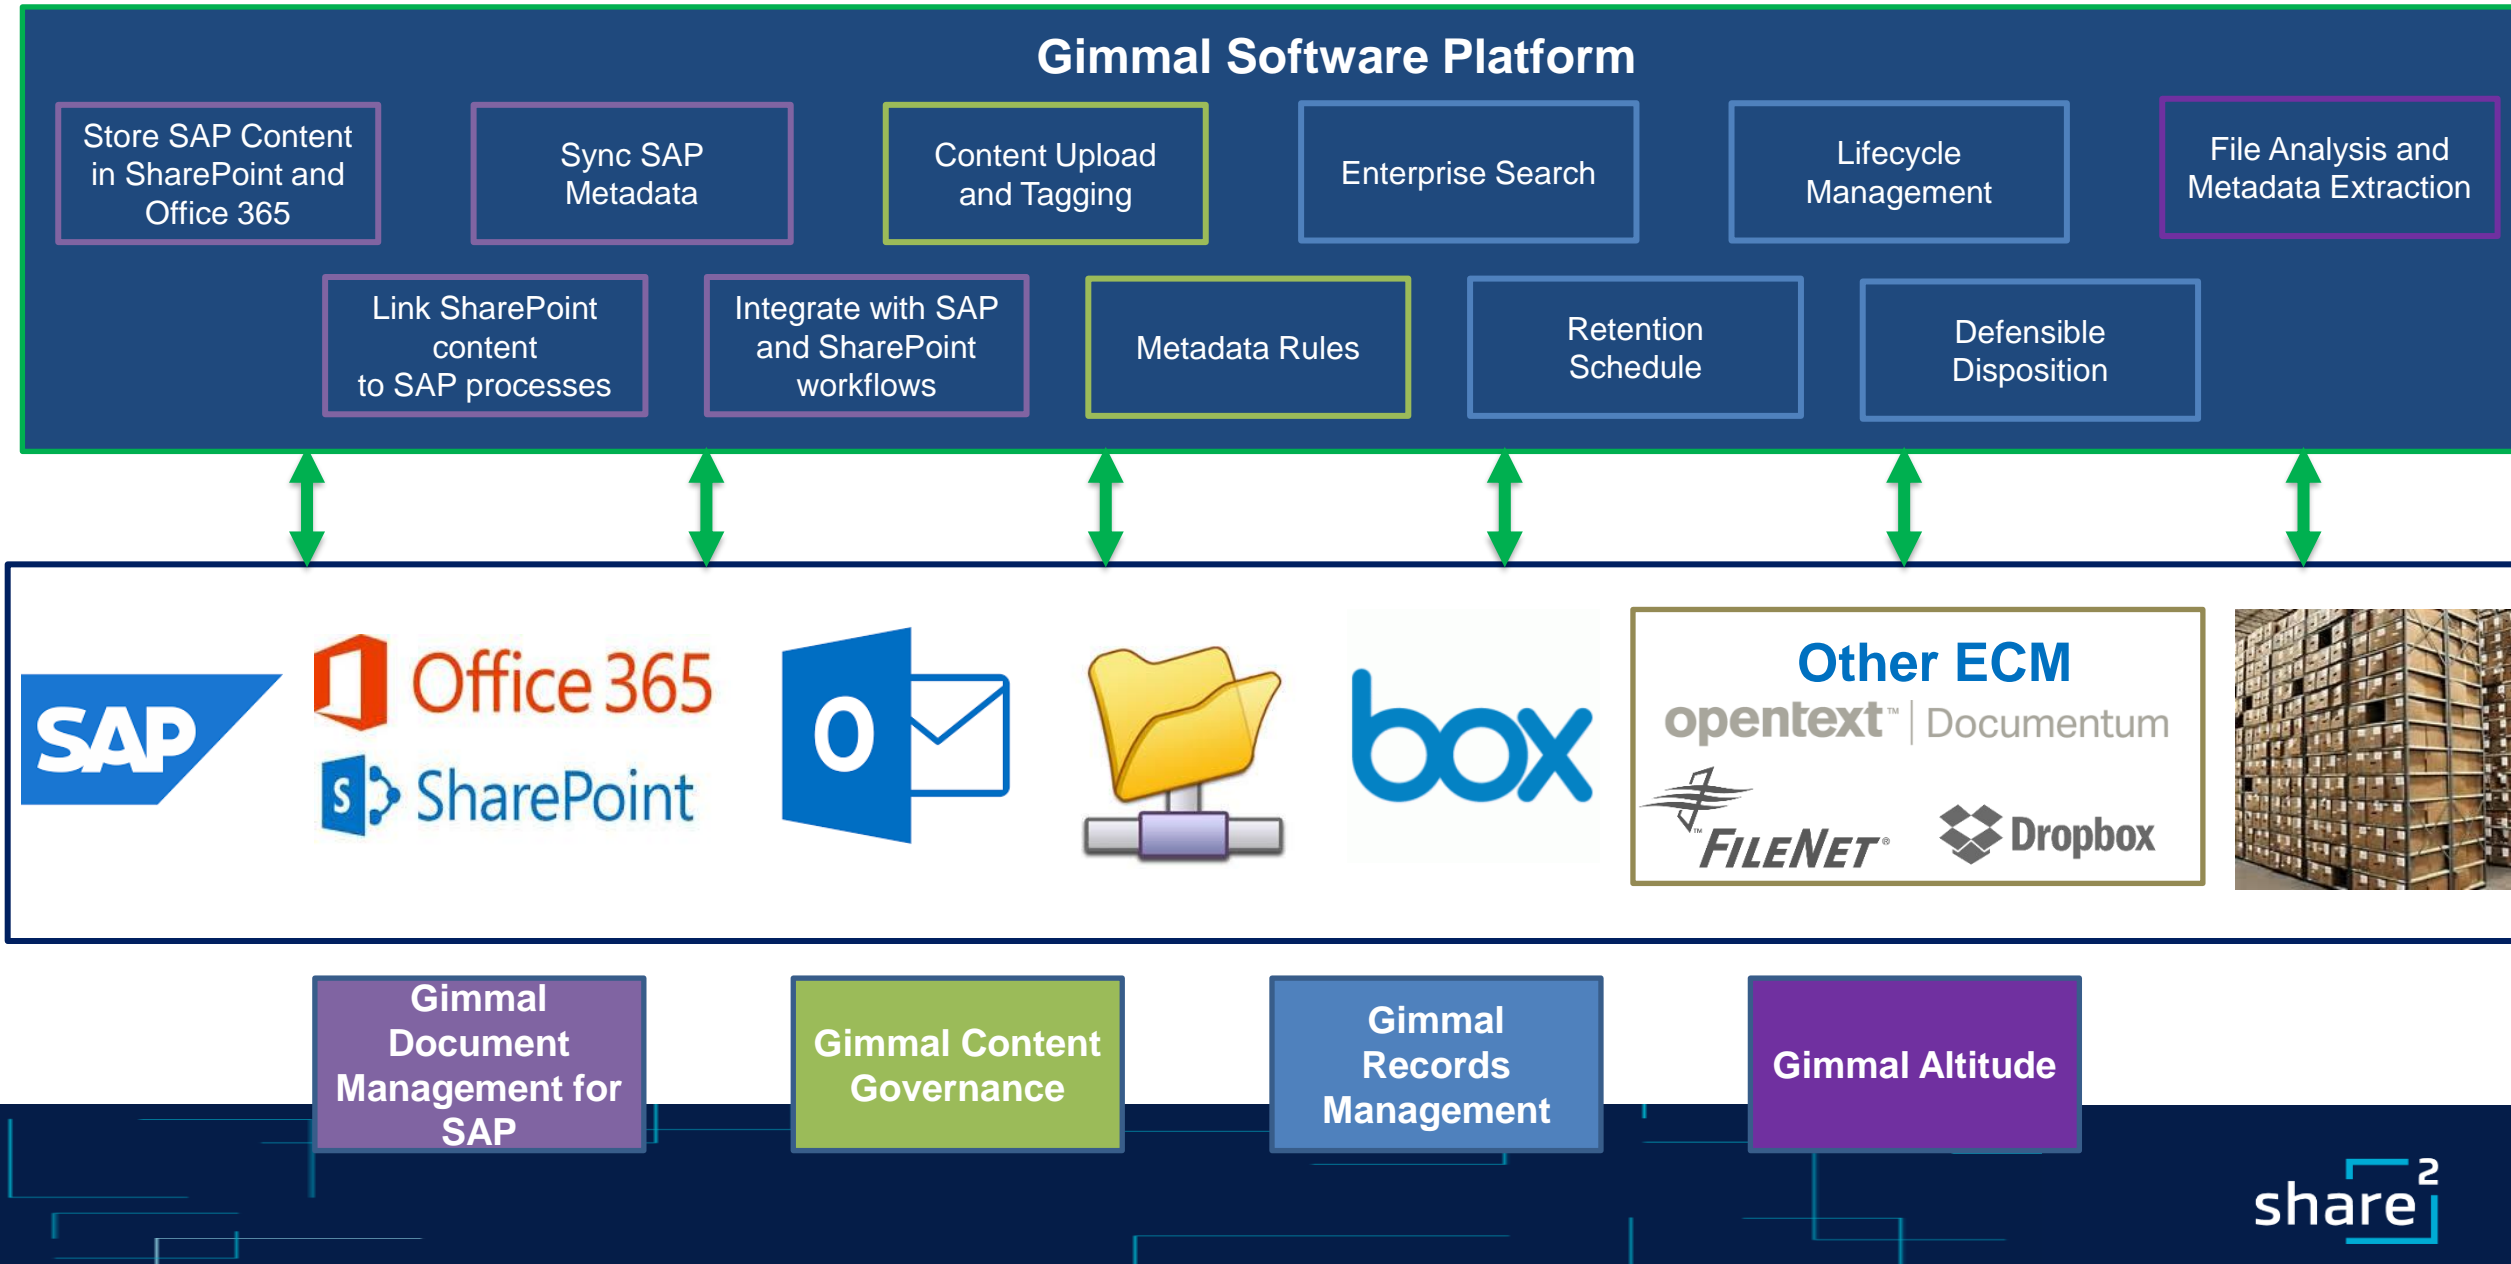 Gimmal Software Platform
Store SAP Content
in SharePoint and
Office 365
Sync SAP
Metadata
Content Upload
and Tagging
Enterprise Search
Lifecycle
Management
File Analysis and
Metadata Extraction
Link SharePoint
content
to SAP processes
Integrate with SAP
and SharePoint
workflows
Metadata Rules
Retention
Schedule
Defensible
Disposition
SAP
Office 365
S SharePoint
O
box
Other ECM
opentext™ | Documentum
™ FILENET®
Dropbox
Gimmal
Document
Management for
SAP
Gimmal Content
Governance
Gimmal
Records
Management
Gimmal Altitude
share2